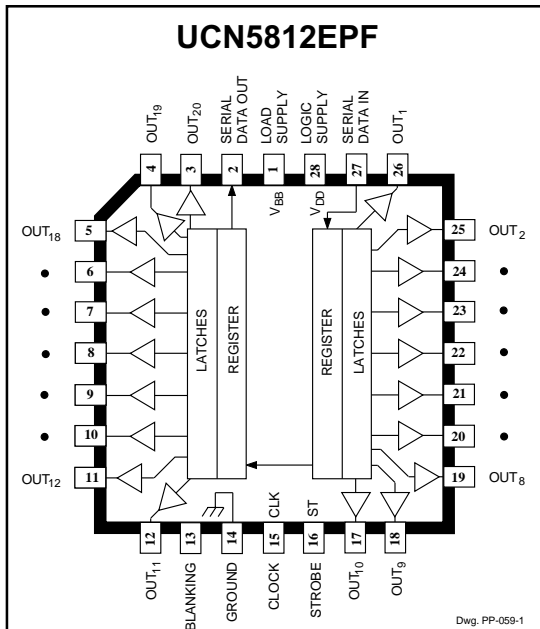 UCN5812EPF
OUT19
OUT20
SERIAL
DATA OUT
LOAD
SUPPLY
LOGIC
SUPPLY
SERIAL
DATA IN
OUT1
4
3
2
1
28
27
26
VBB
VDD
OUT18
5
25
OUT2
•
6
24
•
•
7
23
•
•
8
22
•
•
9
21
•
•
10
20
•
OUT12
11
19
OUT8
LATCHES
REGISTER
REGISTER
LATCHES
CLK
ST
12
13
14
15
16
17
18
OUT11
BLANKING
GROUND
CLOCK
STROBE
OUT10
OUT9
Dwg. PP-059-1